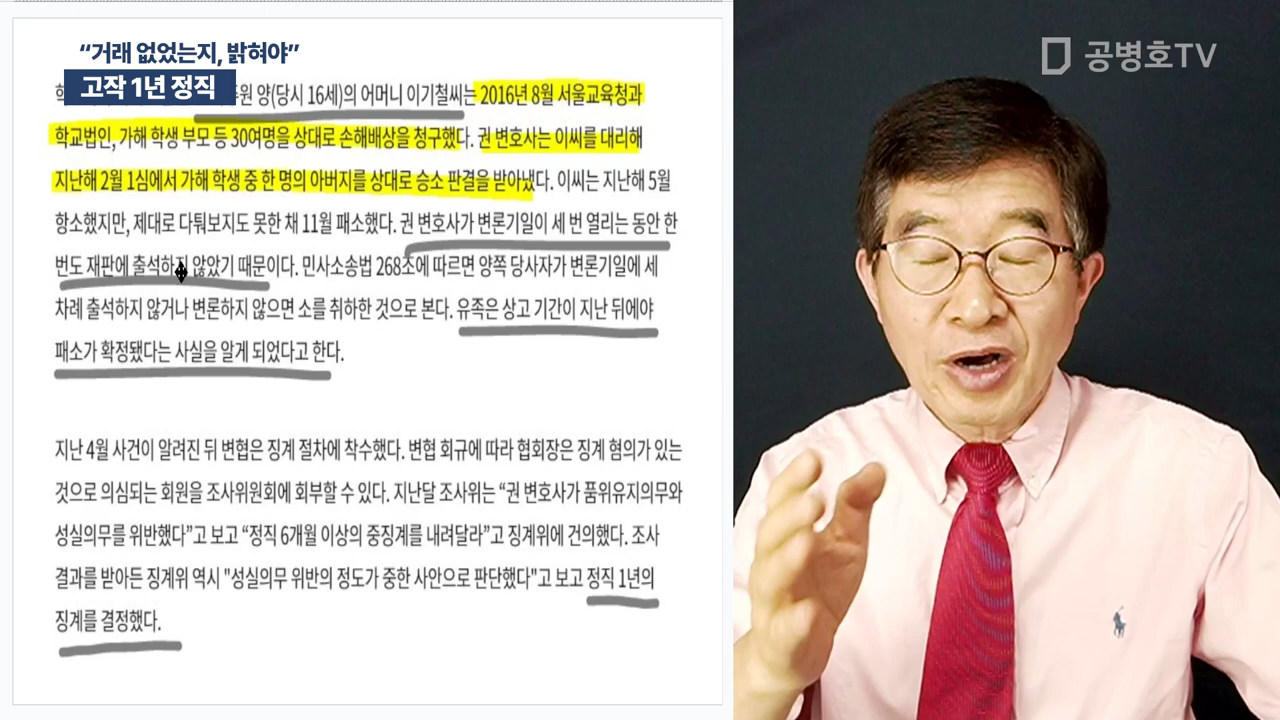 “거래 없었는지, 밝혀야”
고작 1년 정직
공병호TV
양(당시 16세)의 어머니 이기철씨는 2016년 8월 서울교육청과
학교법인, 가해 학생 부모 등 30여명을 상대로 손해배상을 청구했다. 권 변호사는 이씨를 대리해
지난해 2월 1심에서 가해 학생 중 한 명의 아버지를 상대로 승소 판결을 받아냈다. 이씨는 지난해 5월
항소했지만, 제대로 다퉈보지도 못한 채 11월 패소했다. 권 변호사가 변론기일이 세 번 열리는 동안 한
번도 재판에 출석하지 않았기 때문이다. 민사소송법 268조에 따르면 양쪽 당사자가 변론기일에 세
차례 출석하지 않거나 변론하지 않으면 소를 취하한 것으로 본다. 유족은 상고 기간이 지난 뒤에야
패소가 확정됐다는 사실을 알게 되었다고 한다.
지난 4월 사건이 알려진 뒤 변협은 징계 절차에 착수했다. 변협 회규에 따라 협회장은 징계 혐의가 있는
것으로 의심되는 회원을 조사위원회에 회부할 수 있다. 지난달 조사위는 “권 변호사가 품위유지의무와
성실의무를 위반했다”고 보고 “정직 6개월 이상의 중징계를 내려달라”고 징계위에 건의했다. 조사
결과를 받아든 징계위 역시 "성실의무 위반의 정도가 중한 사안으로 판단했다"고 보고 정직 1년의
징계를 결정했다.